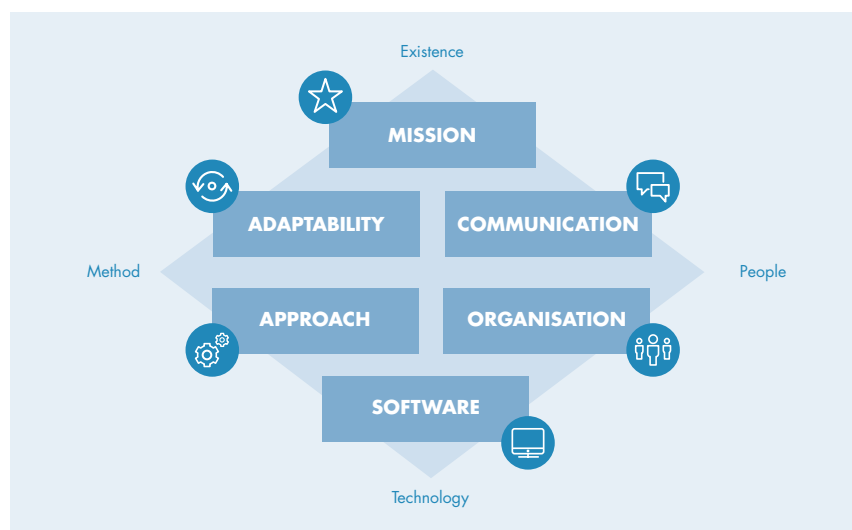 Existence
MISSION
ADAPTABILITY
COMMUNICATION
Method
People
APPROACH
ORGANISATION
SOFTWARE
Technology